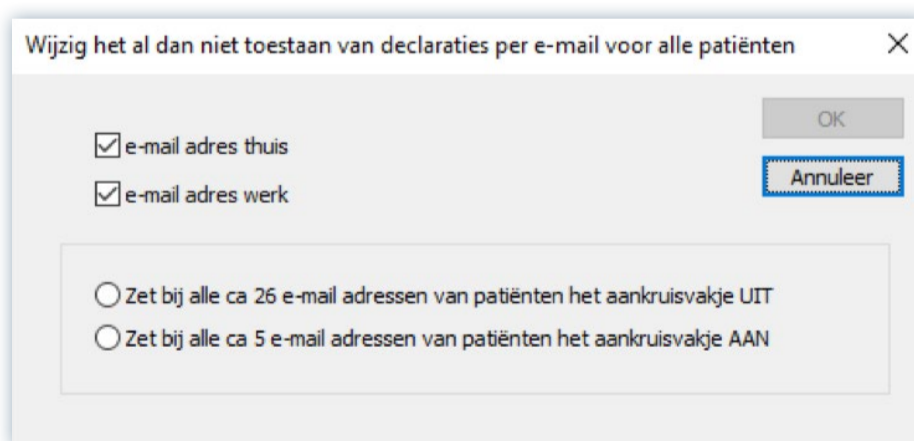 Wijzig het al dan niet toestaan van declaraties per e-mail voor alle patiënten
OK
e-mail adres thuis
Annuleer
e-mail adres werk
Zet bij alle ca 26 e-mail adressen van patiënten het aankruisvakje UIT
Zet bij alle ca 5 e-mail adressen van patiënten het aankruisvakje AAN